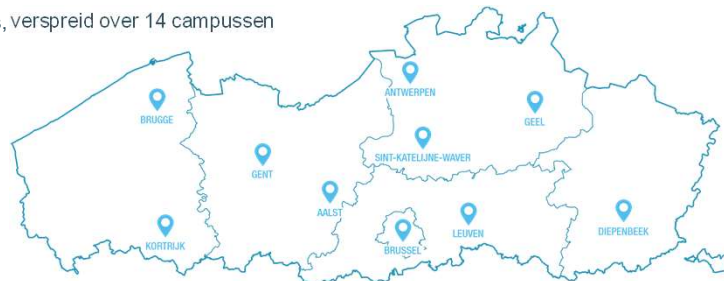 , verspreid over 14 campussen
ANTWERPEN
BRUGGE
GEEL
SINT-KATELIJNE-WAVER
GENT
AALST
KORTRIJK
BRUSSEL
LEUVEN
DIEPENBEEK